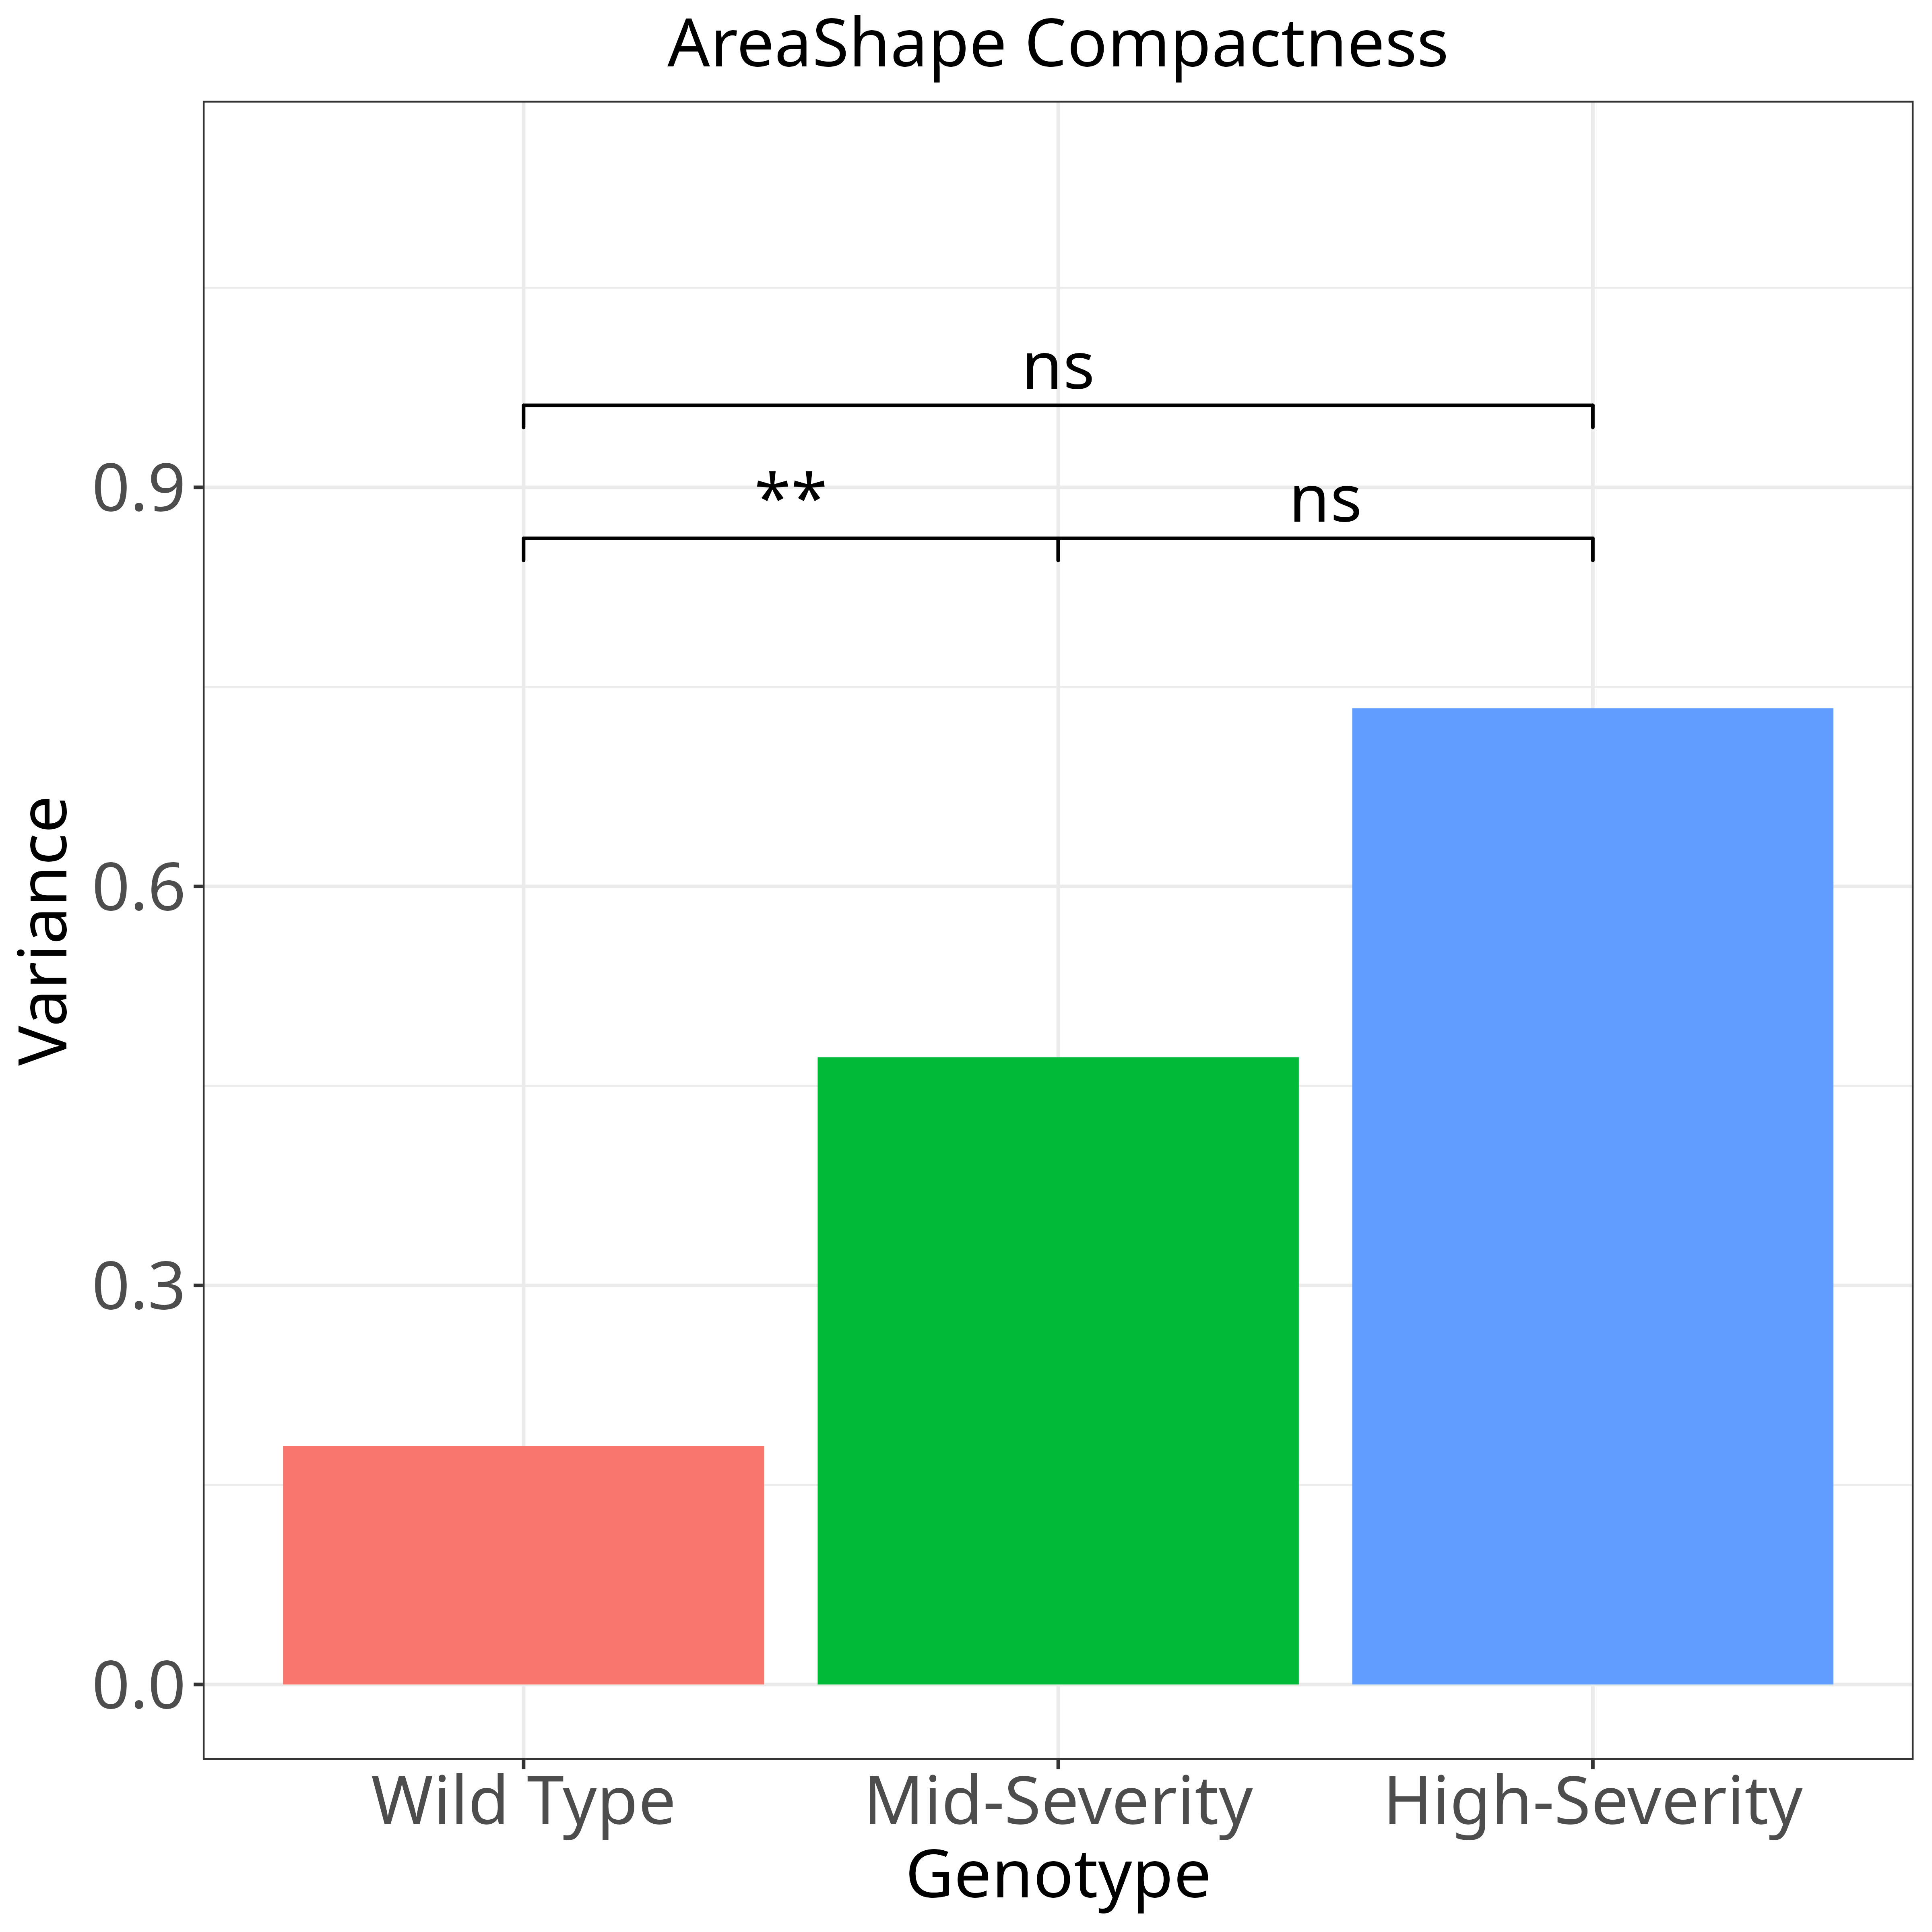 AreaShape Compactness
ns
** ns
0.9
0.6
0.3
0.0
Variance
Wild Type Mid-Severity High-Severity
Genotype